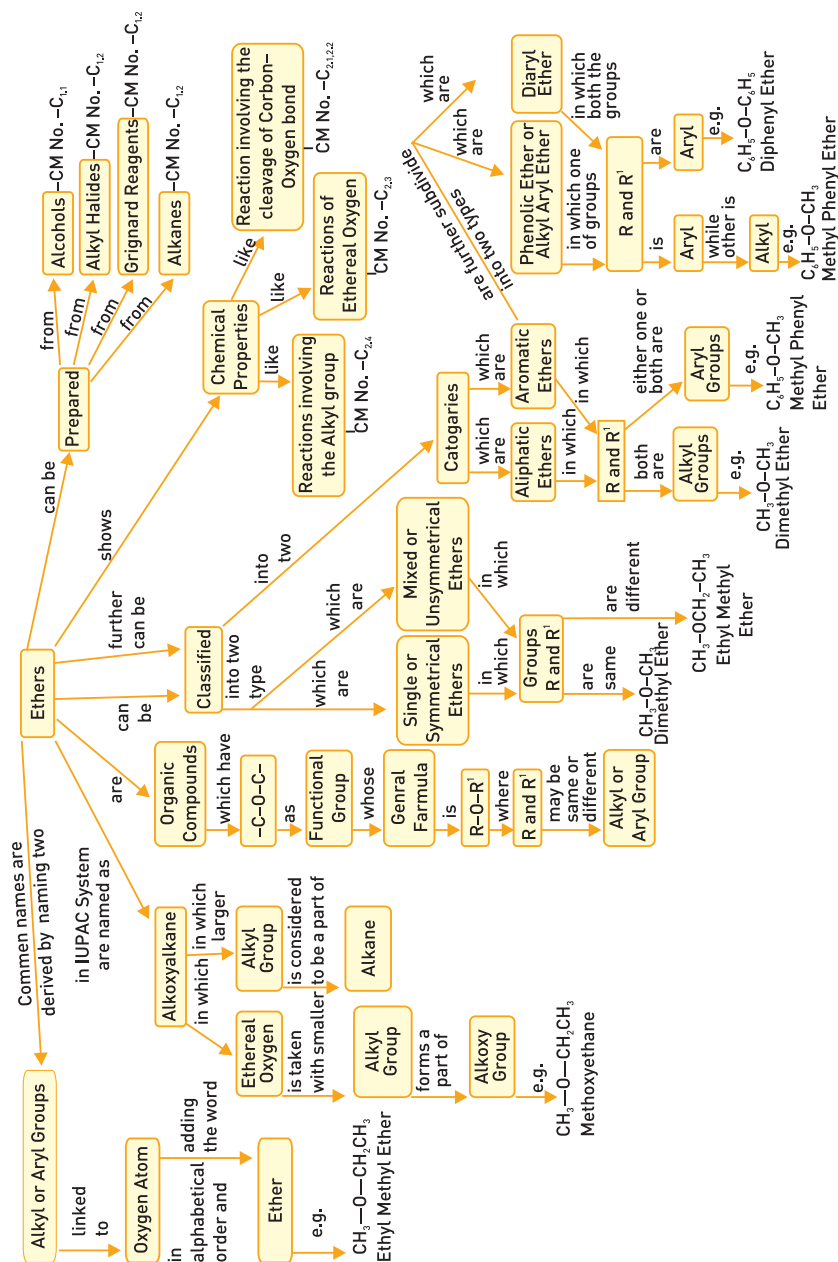 Ethers
Commen names are
derived by naming two
Alkyl or Aryl Groups
linked
to
Oxygen Atom
in
alphabetical
order and
adding
the word
Ether
e.g.
CH₃—O—CH₂CH₃
Ethyl Methyl Ether
in IUPAC System
are named as
Alkoxyalkane
in which
Ethereal
Oxygen
is taken
with smaller
Alkyl
Group
forms a
part of
Alkoxy
Group
e.g.
CH₃—O—CH₂CH₃
Methoxyethane
in which
larger
Alkyl
Group
is considered
to be a part of
Alkane
are
Organic
Compounds
which have
-C-O-C-
as
Functional
Group
whose
Genral
Farmula
is
R-O-R¹
where
R and R¹
may be
same or
different
Alkyl or
Aryl Group
can
be
further
can be
Classified
into two
type
which
are
Single or
Symmetrical
Ethers
in
which
which
are
Mixed or
Unsymmetrical
Ethers
in
which
Groups
R and R¹
are
same
CH₃-O-CH₃
Dimethyl Ether
are
different
CH₃-OCH₂-CH₃
Ethyl Methyl
Ether
into
two
Catogaries
which
are
Aliphatic
Ethers
in which
which
are
Aromatic
Ethers
in which
R and R¹
both
are
Alkyl
Groups
e.g.
CH₃-O-CH₃
Dimethyl Ether
either one or
both are
Aryl
Groups
e.g.
C₆H₅-O-CH₃
Methyl Phenyl
Ether
are further subdivide
into two types
which
are
Phenolic Ether or
Alkyl Aryl Ether
in which one
of groups
which
are
Diaryl
Ether
in which
both the
groups
R and R¹
is
Aryl
while
other is
Alkyl
e.g.
C₆H₅-O-CH₃
Methyl Phenyl Ether
are
Aryl
e.g.
C₆H₅-O-C₆H₅
Diphenyl Ether
shows
Chemical
Properties
like
Reactions involving
the Alkyl group
CM No. -C₂.₄
like
Reactions of
Ethereal Oxygen
CM No. -C₂.₃
like
Reaction involving the
cleavage of Corbon–
Oxygen bond
CM No. -C₂.₁,₂.₂
can be
Prepared
from
Alcohols -CM No. -C₁.₁
from
Alkyl Halides-CM No. -C₁.₂
from
Grignard Reagents-CM No. -C₁.₂
from
Alkanes -CM No. -C₁.₂